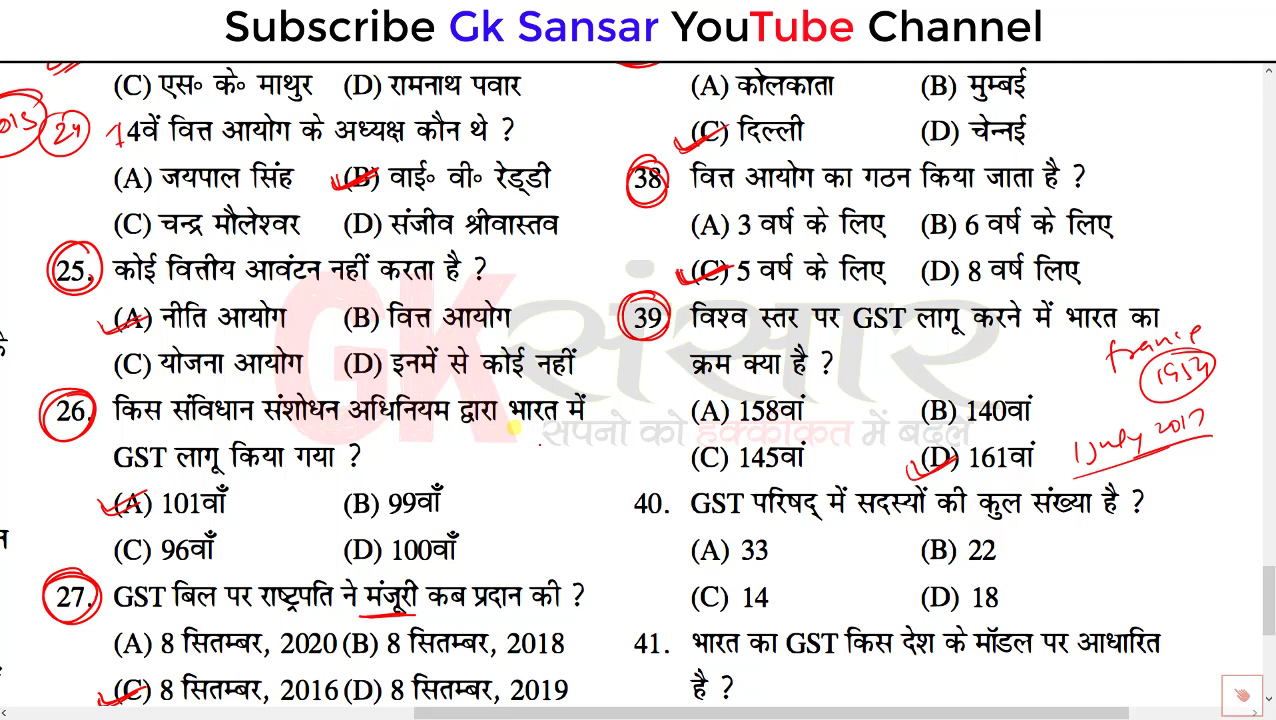 Subscribe Gk Sansar YouTube Channel
(C) एस॰ के॰ माथुर (D) रामनाथ पवार
24 14वें वित्त आयोग के अध्यक्ष कौन थे ?
(A) जयपाल सिंह (B) वाई॰ वी॰ रेड्डी
(C) चन्द्र मौलेश्वर (D) संजीव श्रीवास्तव
25. कोई वित्तीय आवंटन नहीं करता है ?
(A) नीति आयोग (B) वित्त आयोग
(C) योजना आयोग (D) इनमें से कोई नहीं
26. किस संविधान संशोधन अधिनियम द्वारा भारत में
GST लागू किया गया ?
(A) 101वाँ (B) 99वाँ
(C) 96वाँ (D) 100वाँ
27. GST बिल पर राष्ट्रपति ने मंजूरी कब प्रदान की ?
(A) 8 सितम्बर, 2020 (B) 8 सितम्बर, 2018
(C) 8 सितम्बर, 2016 (D) 8 सितम्बर, 2019
(A) कोलकाता (B) मुम्बई
(C) दिल्ली (D) चेन्नई
38. वित्त आयोग का गठन किया जाता है ?
(A) 3 वर्ष के लिए (B) 6 वर्ष के लिए
(C) 5 वर्ष के लिए (D) 8 वर्ष लिए
39 विश्व स्तर पर GST लागू करने में भारत का
क्रम क्या है ?
france
1954
(A) 158वां (B) 140वां
(C) 145वां (D) 161वां
1 july 2017
40. GST परिषद् में सदस्यों की कुल संख्या है ?
(A) 33 (B) 22
(C) 14 (D) 18
41. भारत का GST किस देश के मॉडल पर आधारित
है ?
GK संसार
सपनो को हक्कीकात में बदलें